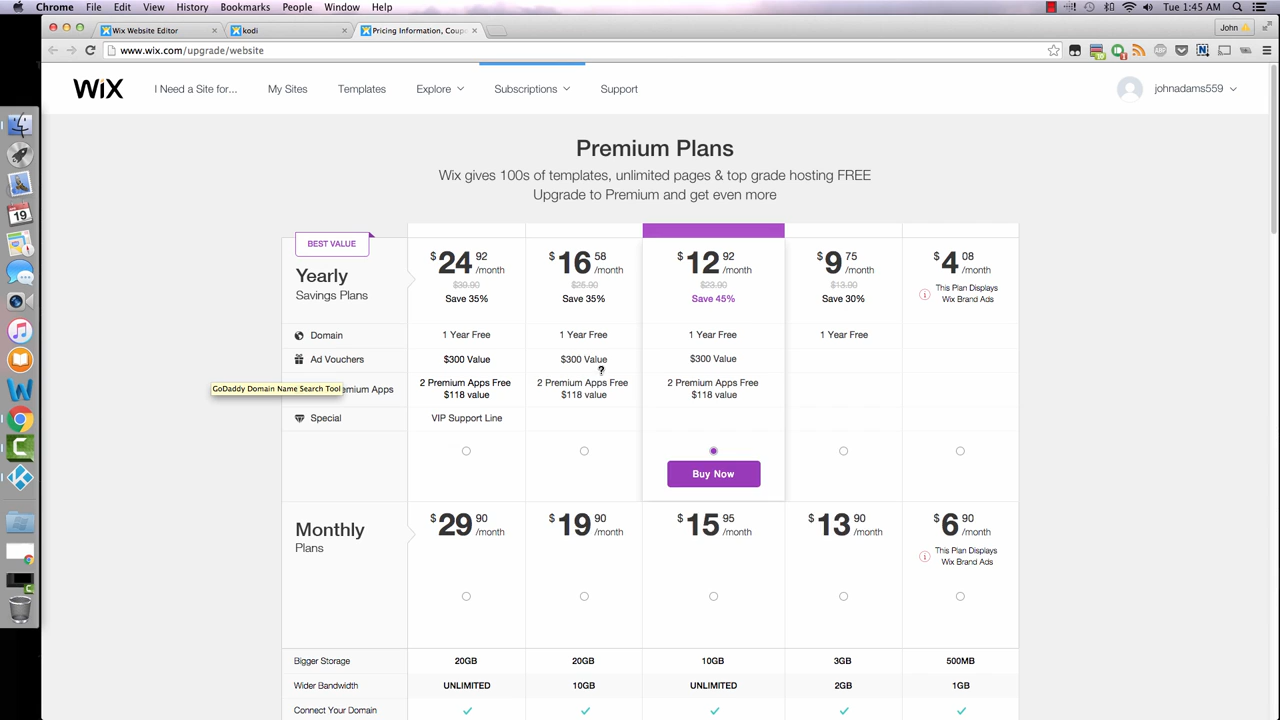 Chrome File Edit View History Bookmarks People Window Help Tue 1:45 AM
Wix Website Editor kodi Pricing Information, Coup John
www.wix.com/upgrade/website
WiX I Need a Site for... My Sites Templates Explore Subscriptions Support johnadams559
Premium Plans
Wix gives 100s of templates, unlimited pages & top grade hosting FREE
Upgrade to Premium and get even more
BEST VALUE
Yearly
Savings Plans
$24 92 /month $16 58 /month $12 92 /month $9 75 /month $4 08 /month
$39.90 $25.90 $23.90 $13.90 This Plan Displays
Save 35% Save 35% Save 45% Save 30% Wix Brand Ads
Domain 1 Year Free 1 Year Free 1 Year Free 1 Year Free
Ad Vouchers $300 Value $300 Value $300 Value
GoDaddy Domain Name Search Tool emium Apps 2 Premium Apps Free 2 Premium Apps Free 2 Premium Apps Free
$118 value $118 value $118 value
Special VIP Support Line
Buy Now
Monthly
Plans
$29 90 /month $19 90 /month $15 95 /month $13 90 /month $6 90 /month
This Plan Displays
Wix Brand Ads
Bigger Storage 20GB 20GB 10GB 3GB 500MB
Wider Bandwidth UNLIMITED 10GB UNLIMITED 2GB 1GB
Connect Your Domain